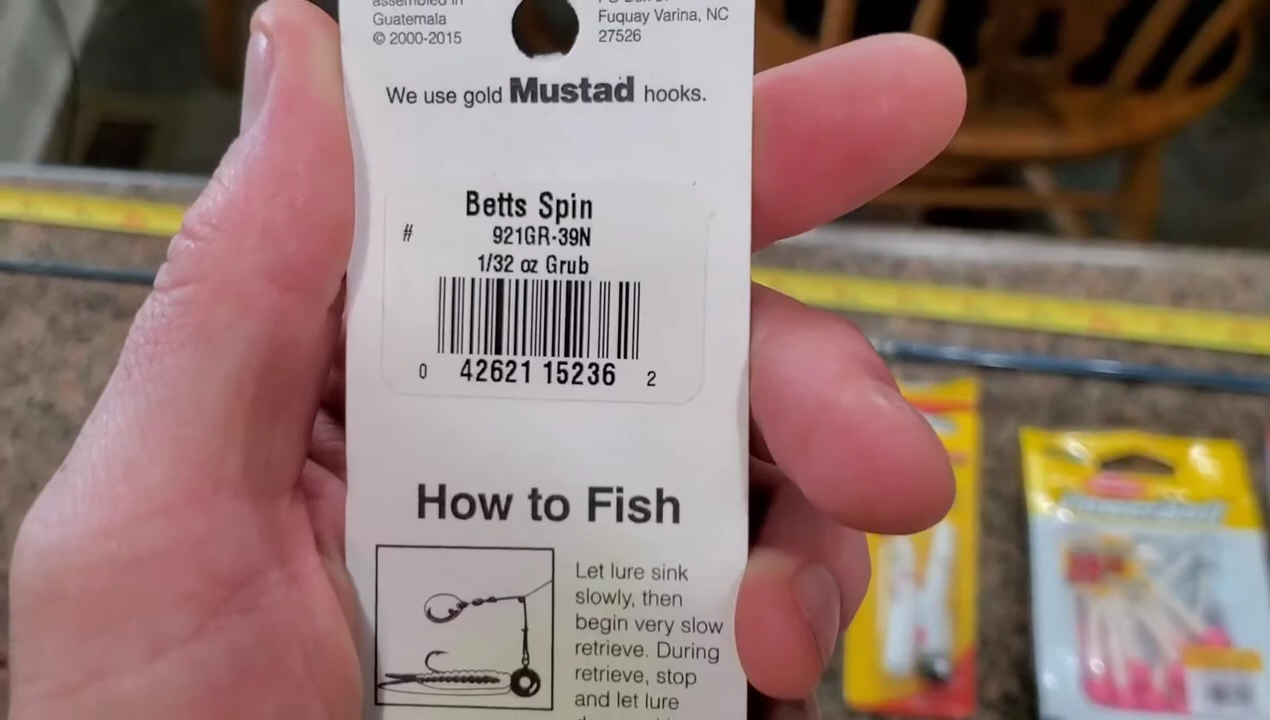 assembled in
Guatemala
© 2000-2015
Fuquay Varina, NC
27526
We use gold Mustad hooks.
Betts Spin
# 921GR-39N
1/32 oz Grub
0 42621 15236 2
How to Fish
Let lure sink
slowly, then
begin very slow
retrieve. During
retrieve, stop
and let lure